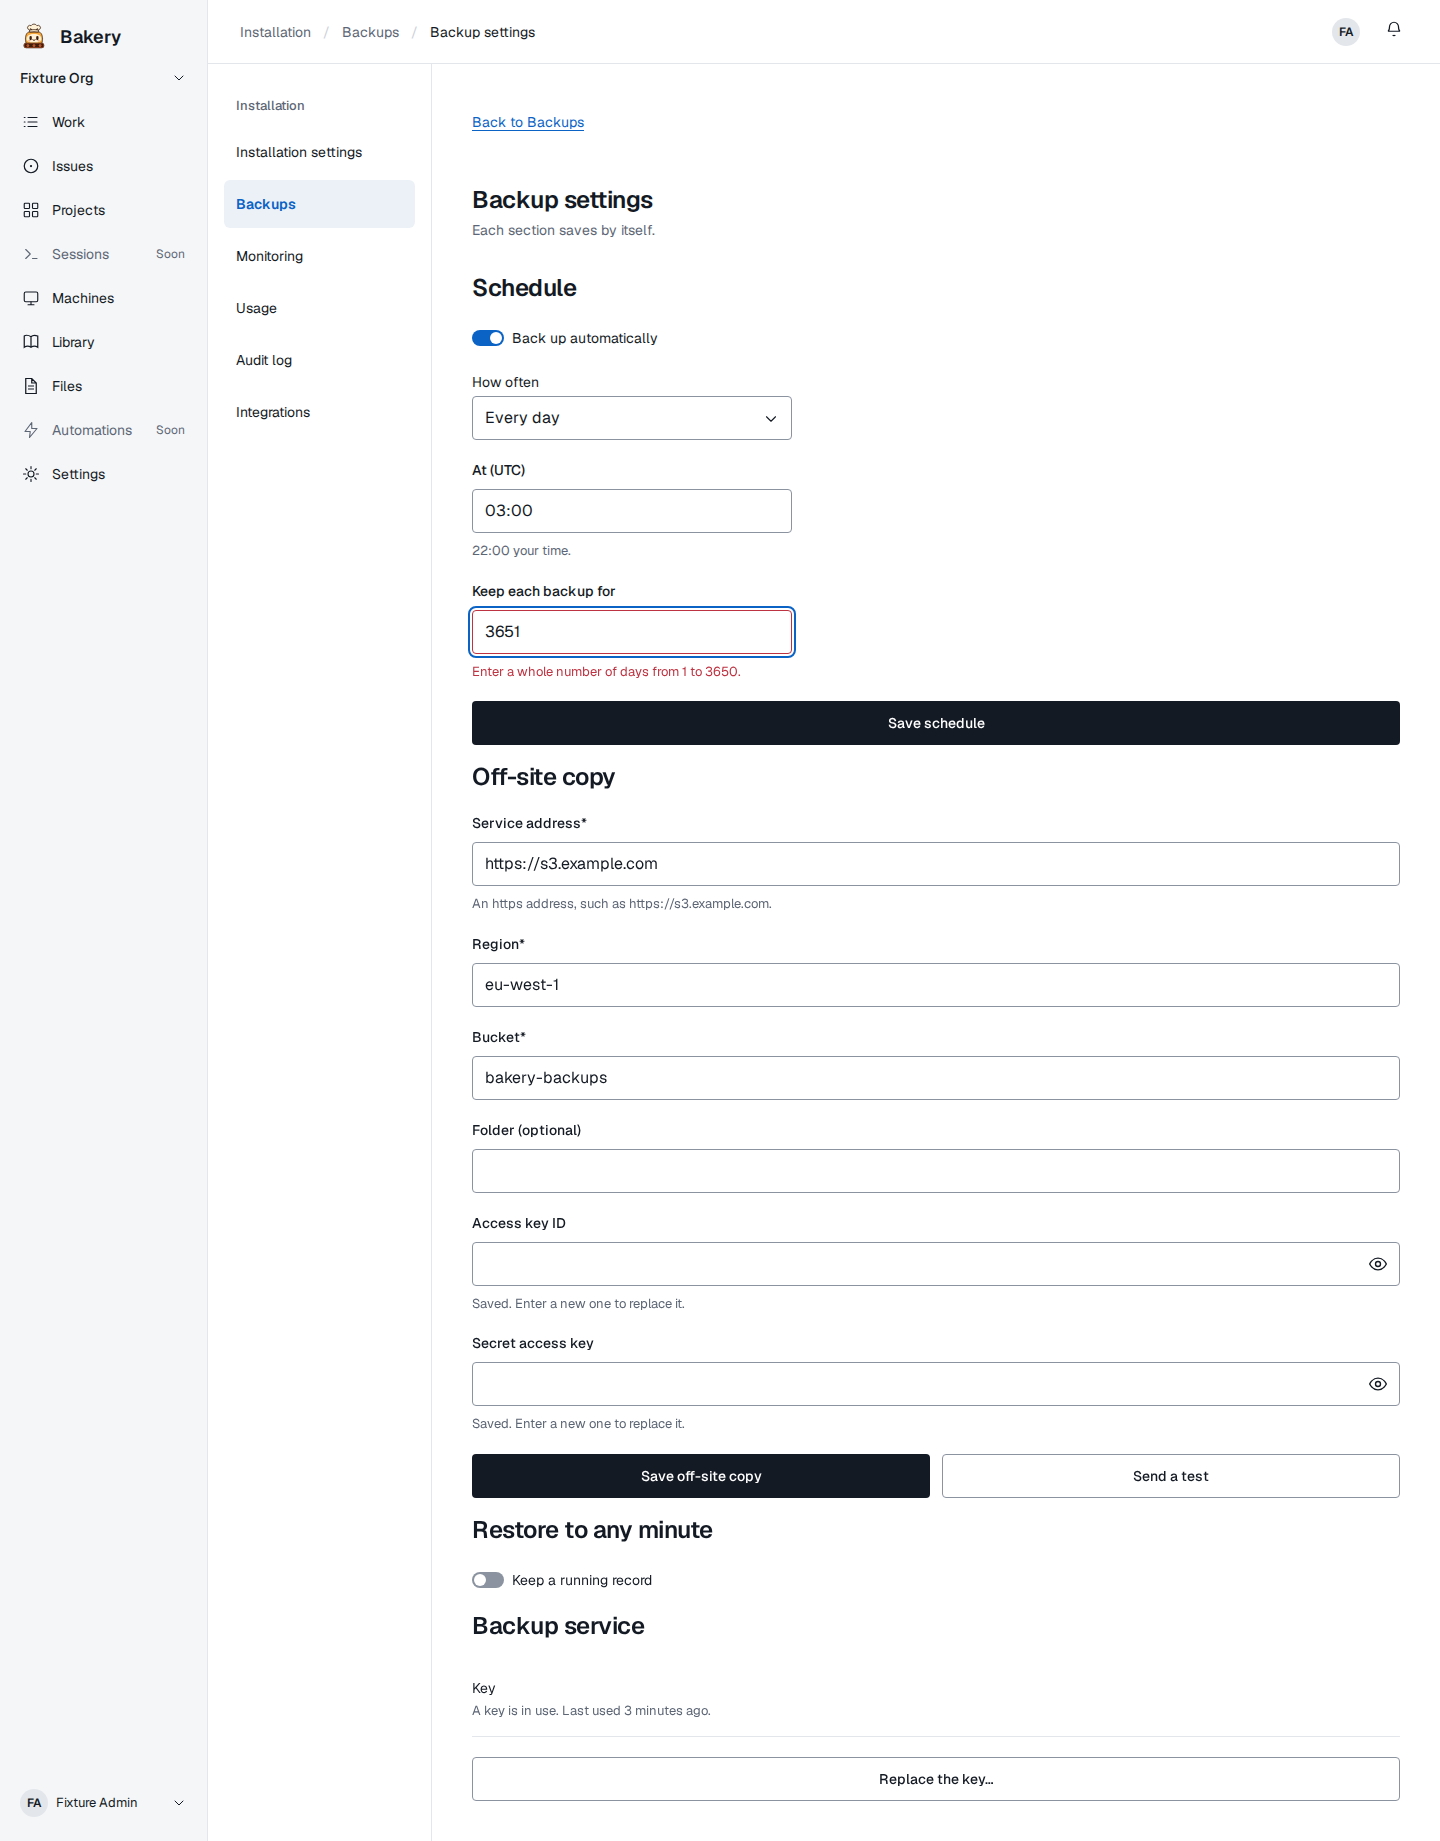 Bakery
Fixture Org
Work
Issues
Projects
Sessions Soon
Machines
Library
Files
Automations Soon
Settings
FA Fixture Admin
Installation / Backups / Backup settings
FA
Installation
Installation settings
Backups
Monitoring
Usage
Audit log
Integrations
Back to Backups
Backup settings
Each section saves by itself.
Schedule
Back up automatically
How often
Every day
At (UTC)
03:00
22:00 your time.
Keep each backup for
3651
Enter a whole number of days from 1 to 3650.
Save schedule
Off-site copy
Service address*
https://s3.example.com
An https address, such as https://s3.example.com.
Region*
eu-west-1
Bucket*
bakery-backups
Folder (optional)
Access key ID
Saved. Enter a new one to replace it.
Secret access key
Saved. Enter a new one to replace it.
Save off-site copy
Send a test
Restore to any minute
Keep a running record
Backup service
Key
A key is in use. Last used 3 minutes ago.
Replace the key...